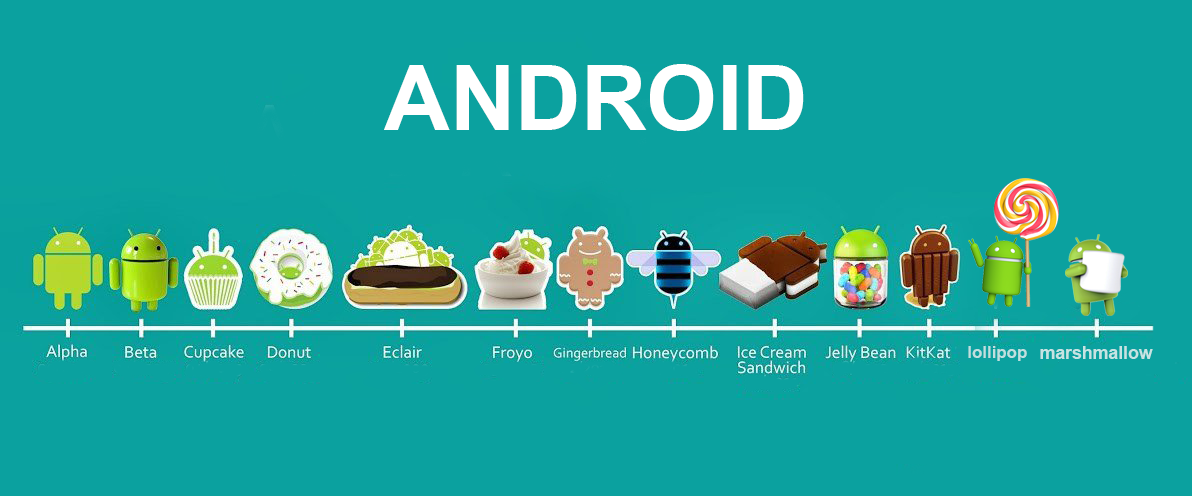 ANDROID
Alpha
Beta
Cupcake
Donut
Eclair
Froyo
Gingerbread
Honeycomb
Ice Cream
Sandwich
Jelly Bean
KitKat
lollipop
marshmallow